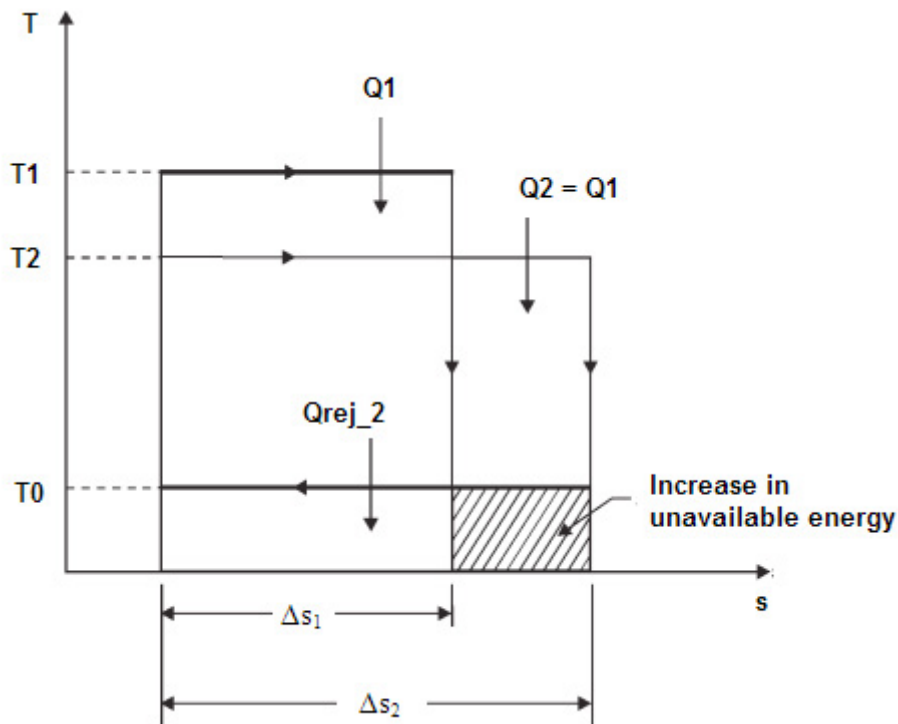 T
Q1
T1
Q2 = Q1
T2
Qrej_2
T0
Increase in
unavailable energy
s
Δs₁
Δs₂